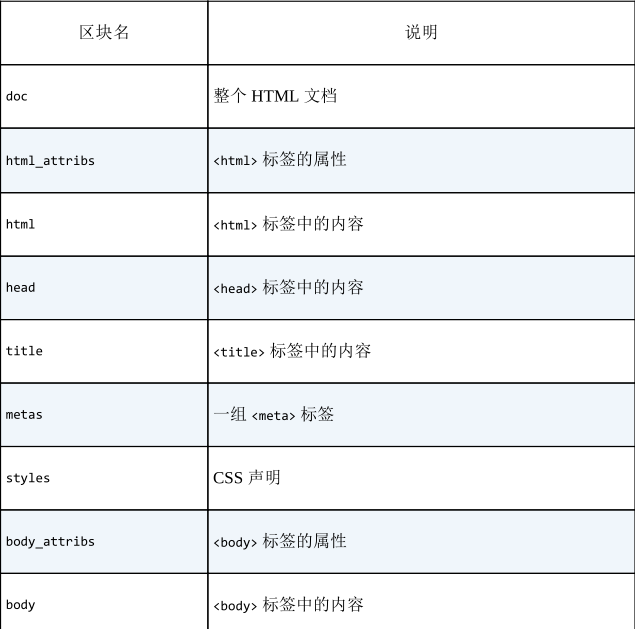 区块名 说明
doc 整个 HTML 文档
html_attribs <html> 标签的属性
html <html> 标签中的内容
head <head> 标签中的内容
title <title> 标签中的内容
metas 一组 <meta> 标签
styles CSS 声明
body_attribs <body> 标签的属性
body <body> 标签中的内容